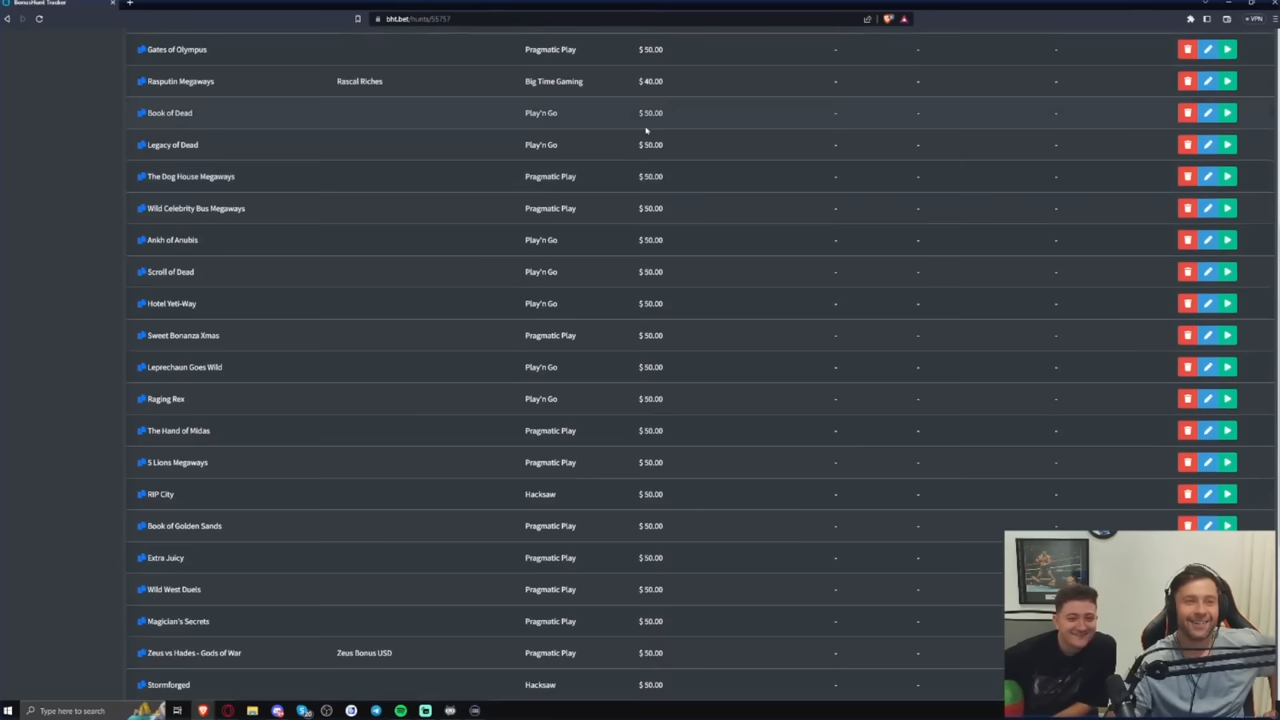 BonusHunt Tracker
bht.bet/hunts/55757
VPN
Gates of Olympus Pragmatic Play $ 50.00 - - -
Rasputin Megaways Rascal Riches Big Time Gaming $ 40.00 - - -
Book of Dead Play'n Go $ 50.00 - - -
Legacy of Dead Play'n Go $ 50.00 - - -
The Dog House Megaways Pragmatic Play $ 50.00 - - -
Wild Celebrity Bus Megaways Pragmatic Play $ 50.00 - - -
Ankh of Anubis Play'n Go $ 50.00 - - -
Scroll of Dead Play'n Go $ 50.00 - - -
Hotel Yeti-Way Play'n Go $ 50.00 - - -
Sweet Bonanza Xmas Pragmatic Play $ 50.00 - - -
Leprechaun Goes Wild Play'n Go $ 50.00 - - -
Raging Rex Play'n Go $ 50.00 - - -
The Hand of Midas Pragmatic Play $ 50.00 - - -
5 Lions Megaways Pragmatic Play $ 50.00 - - -
RIP City Hacksaw $ 50.00 - - -
Book of Golden Sands Pragmatic Play $ 50.00 - - -
Extra Juicy Pragmatic Play $ 50.00 - -
Wild West Duels Pragmatic Play $ 50.00 - -
Magician's Secrets Pragmatic Play $ 50.00 - -
Zeus vs Hades - Gods of War Zeus Bonus USD Pragmatic Play $ 50.00 - -
Stormforged Hacksaw $ 50.00 - -
Type here to search